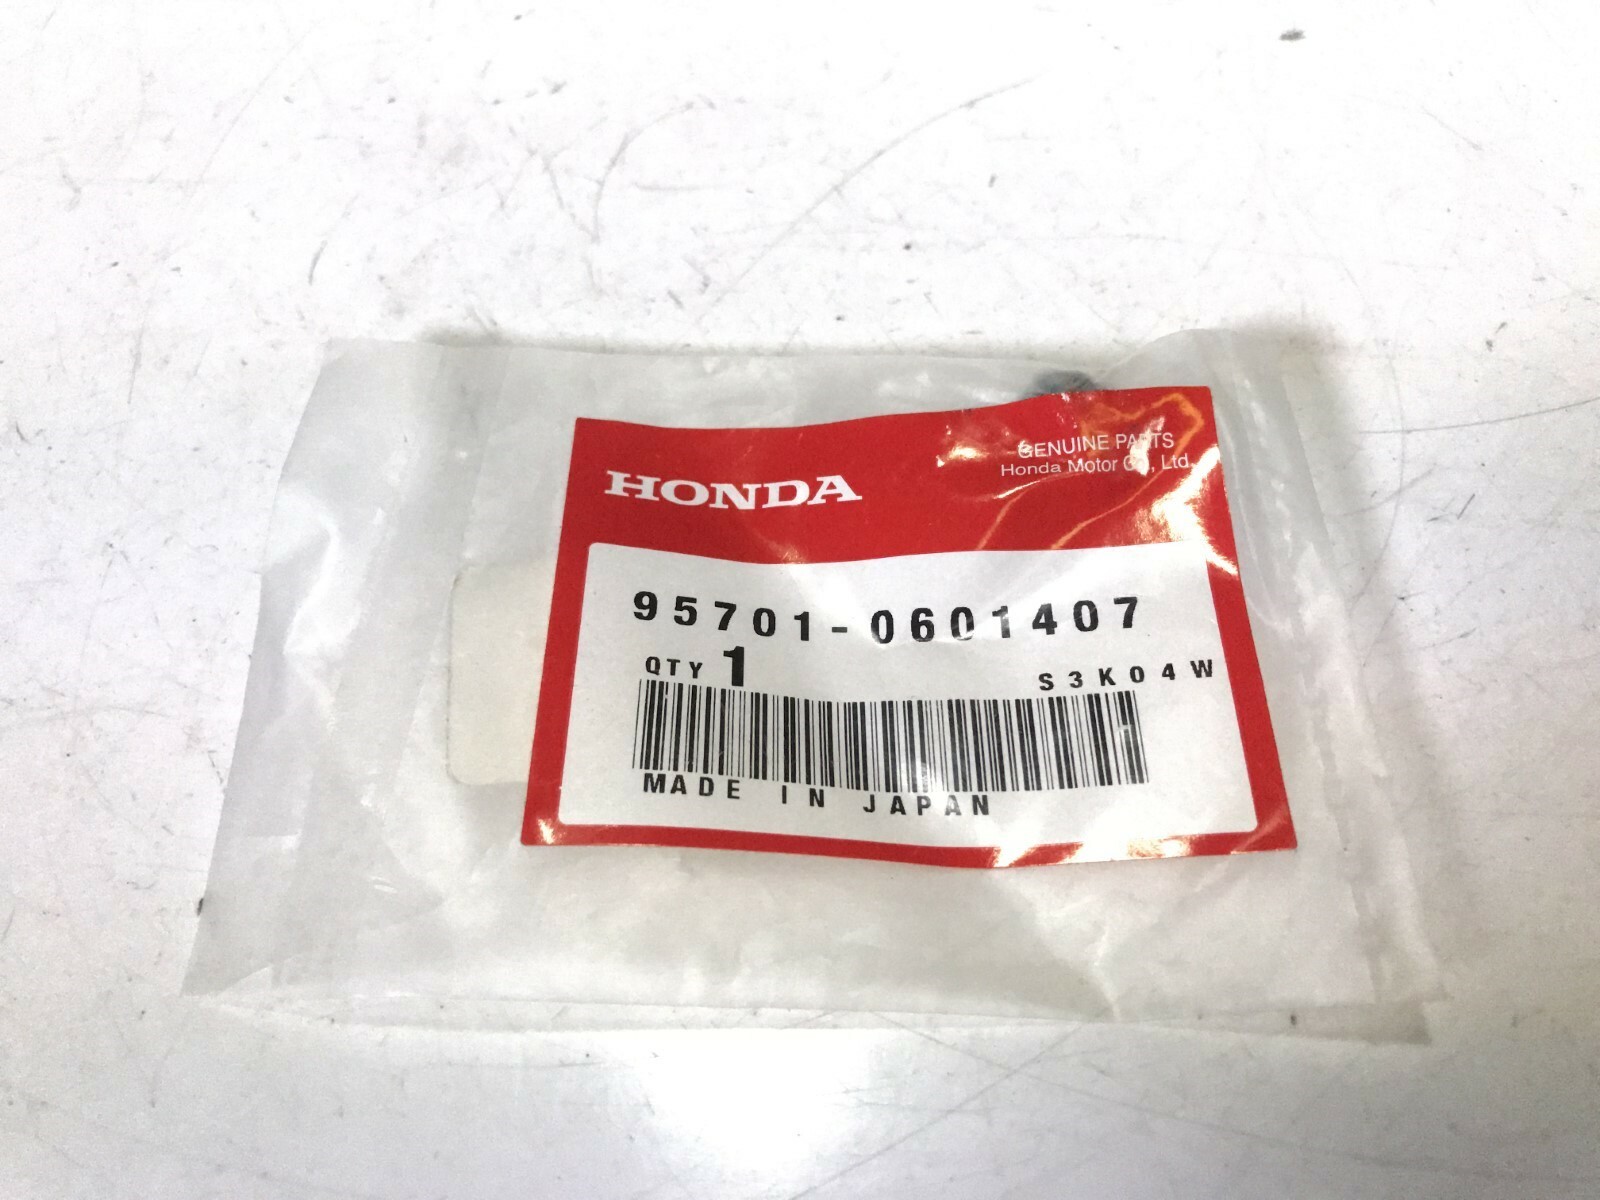 HONDA
GENUINE PARTS
Honda Motor Co., Ltd.
95701-0601407
QTY 1
S3K04W
MADE IN JAPAN